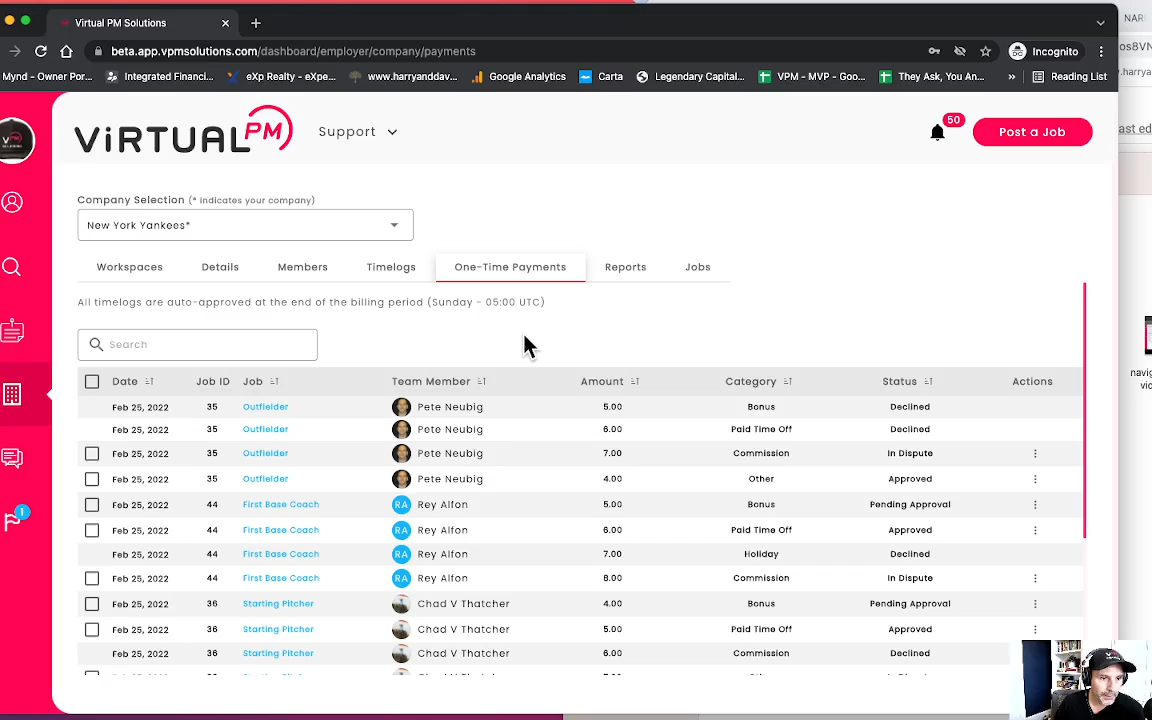 Virtual PM Solutions
NAR
beta.app.vpmsolutions.com/dashboard/employer/company/payments
Incognito
os8VN
Mynd - Owner Por...
Integrated Financi...
eXp Realty - eXpe...
www.harryanddav...
Google Analytics
Carta
Legendary Capital...
VPM - MVP - Goo...
They Ask, You An...
»
Reading List
.harrya
ViRTUAL PM
Support
50
Post a Job
ast ed
Company Selection (* indicates your company)
New York Yankees*
Workspaces
Details
Members
Timelogs
One-Time Payments
Reports
Jobs
All timelogs are auto-approved at the end of the billing period (Sunday - 05:00 UTC)
Search
Date Job ID Job Team Member Amount Category Status Actions
Feb 25, 2022 35 Outfielder Pete Neubig 5.00 Bonus Declined
Feb 25, 2022 35 Outfielder Pete Neubig 6.00 Paid Time Off Declined
Feb 25, 2022 35 Outfielder Pete Neubig 7.00 Commission In Dispute
Feb 25, 2022 35 Outfielder Pete Neubig 4.00 Other Approved
Feb 25, 2022 44 First Base Coach RA Rey Alfon 5.00 Bonus Pending Approval
Feb 25, 2022 44 First Base Coach RA Rey Alfon 6.00 Paid Time Off Approved
Feb 25, 2022 44 First Base Coach RA Rey Alfon 7.00 Holiday Declined
Feb 25, 2022 44 First Base Coach RA Rey Alfon 8.00 Commission In Dispute
Feb 25, 2022 36 Starting Pitcher Chad V Thatcher 4.00 Bonus Pending Approval
Feb 25, 2022 36 Starting Pitcher Chad V Thatcher 5.00 Paid Time Off Approved
Feb 25, 2022 36 Starting Pitcher Chad V Thatcher 6.00 Commission Declined
1
navig
vic